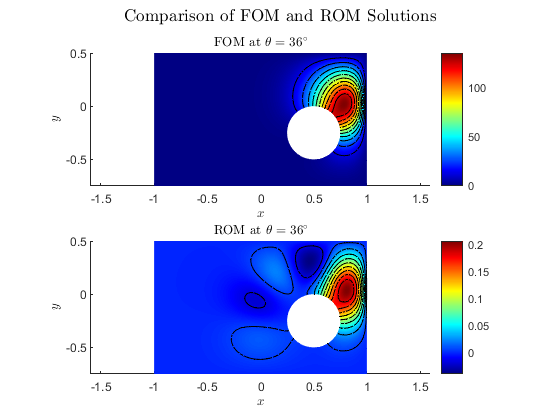 Comparison of FOM and ROM Solutions
FOM at θ = 36°
0.5
0
-0.5
y
-1.5 -1 -0.5 0 0.5 1 1.5
x
100
50
0
ROM at θ = 36°
0.5
0
-0.5
y
-1.5 -1 -0.5 0 0.5 1 1.5
x
0.2
0.15
0.1
0.05
0